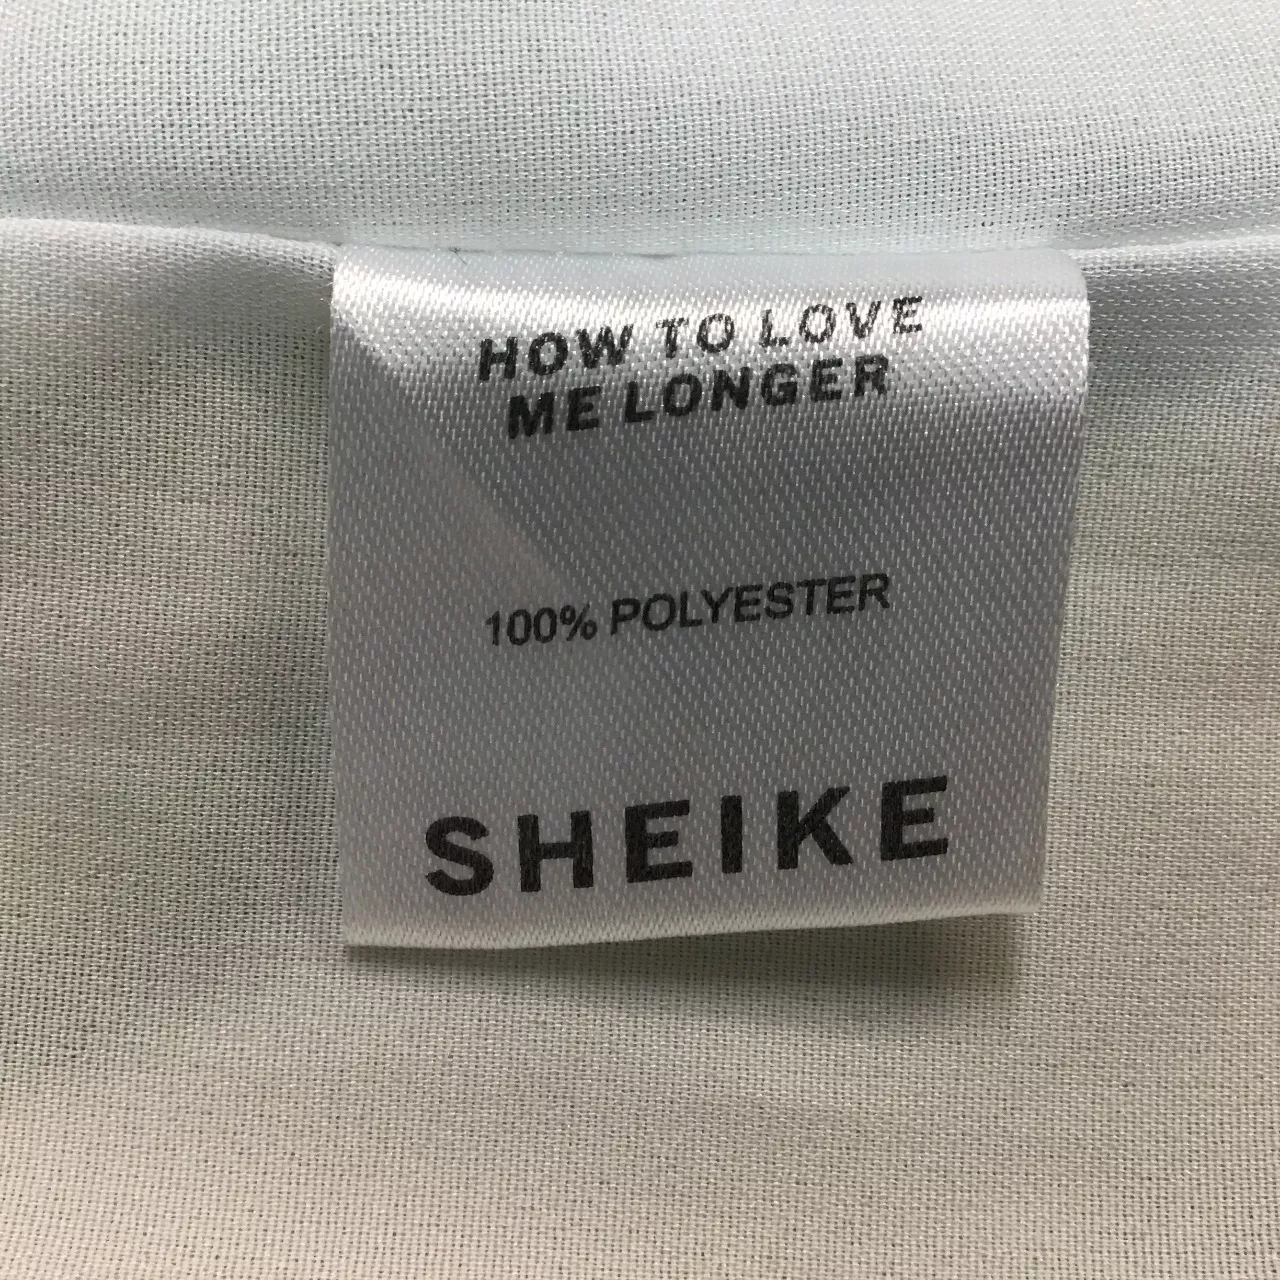 HOW TO LOVE
ME LONGER
100% POLYESTER
SHEIKE